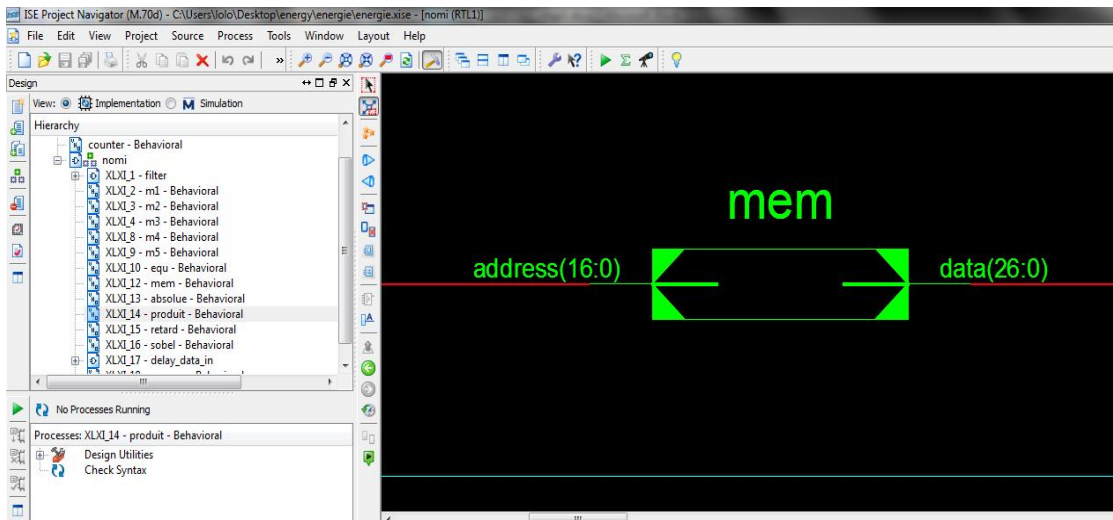 ISE Project Navigator (M.70d) - C:\Users\lolo\Desktop\energy\energie\energie.xise - [nomi (RTL1)]
File Edit View Project Source Process Tools Window Layout Help
Design
View: Implementation Simulation
Hierarchy
counter - Behavioral
nomi
XLXI_1 - filter
XLXI_2 - m1 - Behavioral
XLXI_3 - m2 - Behavioral
XLXI_4 - m3 - Behavioral
XLXI_8 - m4 - Behavioral
XLXI_9 - m5 - Behavioral
XLXI_10 - equ - Behavioral
XLXI_12 - mem - Behavioral
XLXI_13 - absolue - Behavioral
XLXI_14 - produit - Behavioral
XLXI_15 - retard - Behavioral
XLXI_16 - sobel - Behavioral
XLXI_17 - delay_data_in
No Processes Running
Processes: XLXI_14 - produit - Behavioral
Design Utilities
Check Syntax
mem
address(16:0) data(26:0)